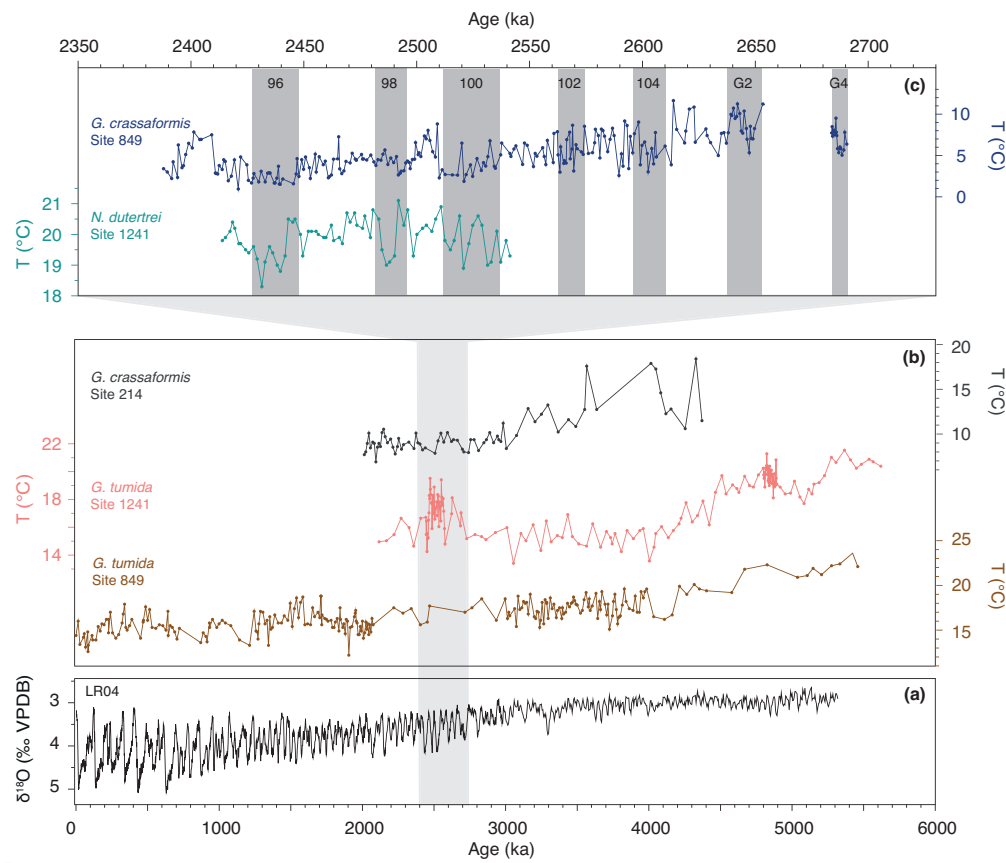 Age (ka)
2350 2400 2450 2500 2550 2600 2650 2700
96 98 100 102 104 G2 G4 (c)
G. crassaformis
Site 849
10
5
0
T (°C)
N. dutertrei
Site 1241
21
20
19
18
T (°C)
(b)
G. crassaformis
Site 214
20
15
10
T (°C)
G. tumida
Site 1241
22
18
14
T (°C)
G. tumida
Site 849
25
20
15
T (°C)
LR04 (a)
3
4
5
δ18O (‰ VPDB)
0 1000 2000 3000 4000 5000 6000
Age (ka)